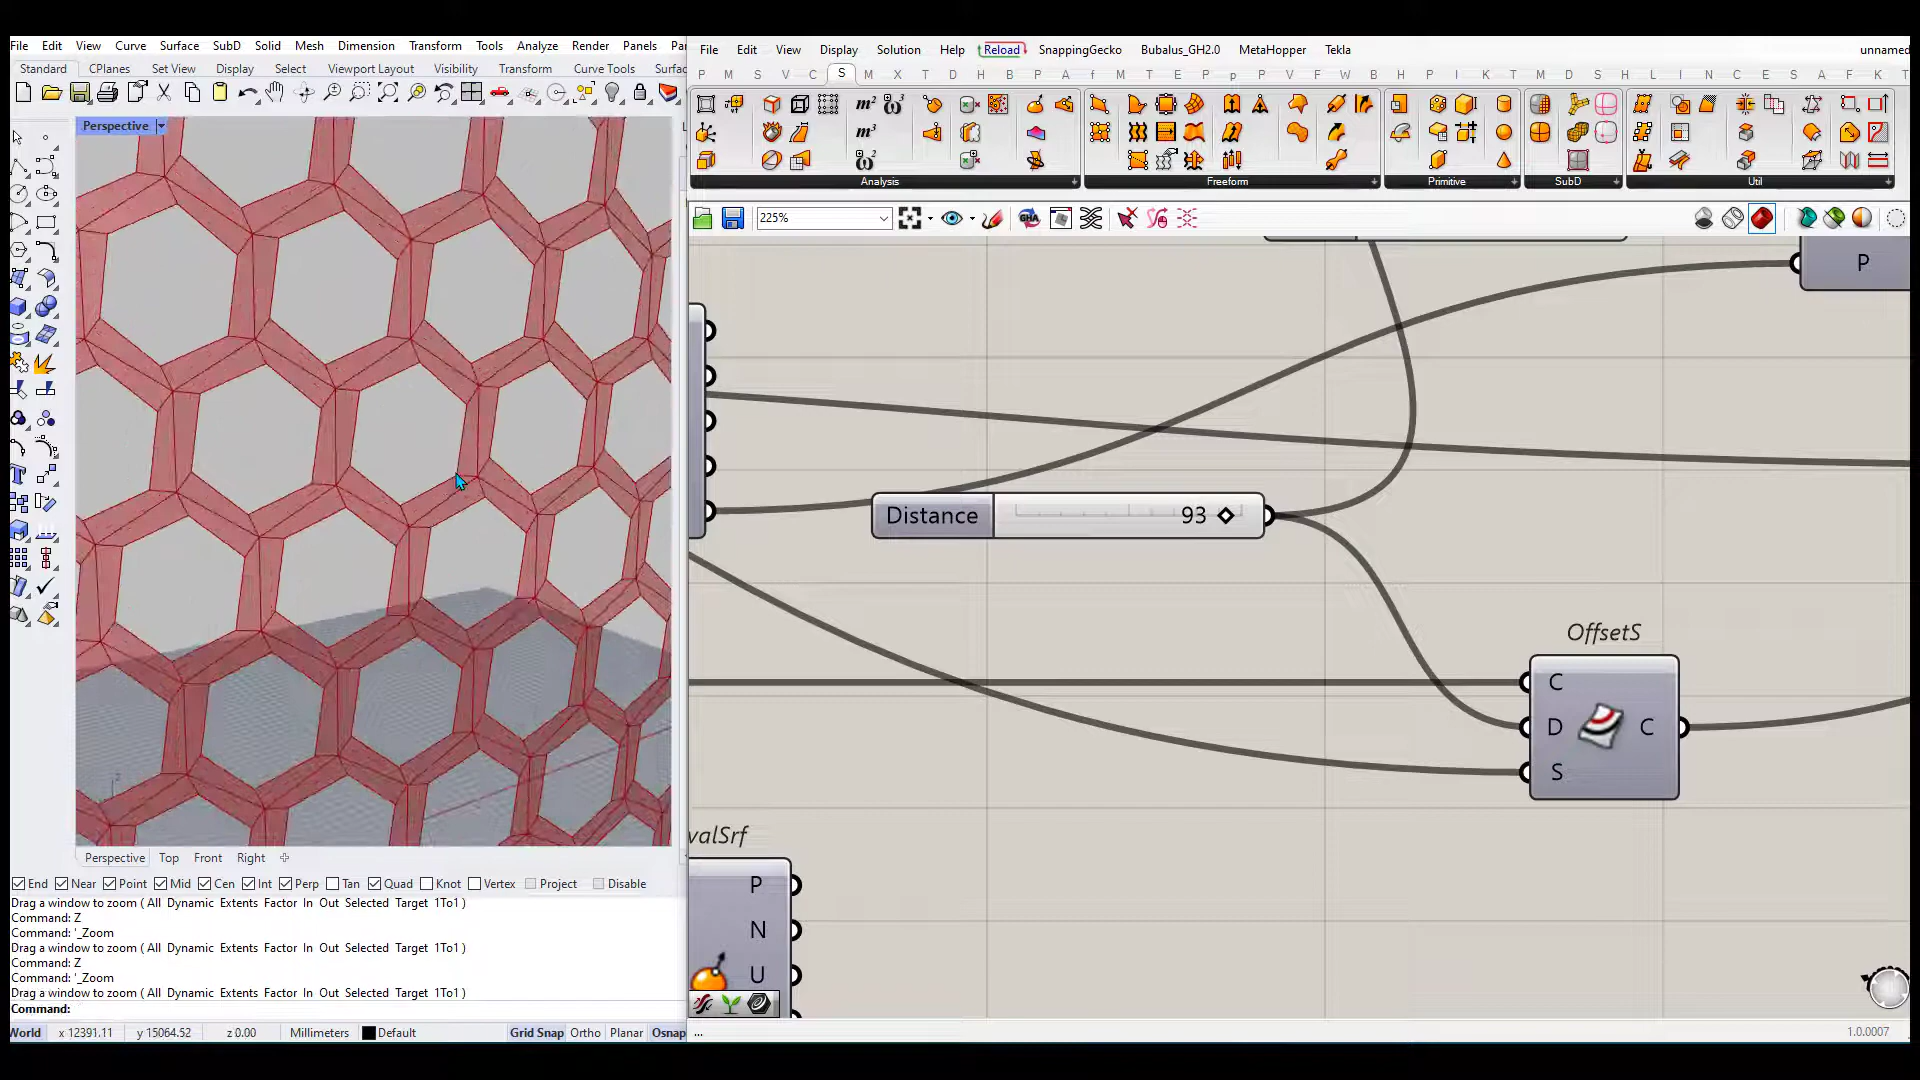 File Edit View Curve Surface SubD Solid Mesh Dimension Transform Tools Analyze Render Panels Par
Standard CPlanes Set View Display Select Viewport Layout Visibility Transform Curve Tools Surfac
Perspective
Perspective Top Front Right
End Near Point Mid Cen Int Perp Tan Quad Knot Vertex Project Disable
Drag a window to zoom ( All Dynamic Extents Factor In Out Selected Target 1To1 )
Command: Z
Command: '_Zoom
Drag a window to zoom ( All Dynamic Extents Factor In Out Selected Target 1To1 )
Command: Z
Command: '_Zoom
Drag a window to zoom ( All Dynamic Extents Factor In Out Selected Target 1To1 )
Command:
World x 12391.11 y 15064.52 z 0.00 Millimeters Default Grid Snap Ortho Planar Osnap
File Edit View Display Solution Help Reload SnappingGecko Bubalus_GH2.0 MetaHopper Tekla unnamed
P M S V C S M X T D H B P A f M T E P p V F W B H P I K T M D S L I N D X E S A F K T
m² m³
Analysis Freeform Primitive SubD Util
225%
P
Distance 93
OffsetS
C
D C
S
valSrf
P
N
U
...
1.0.0007